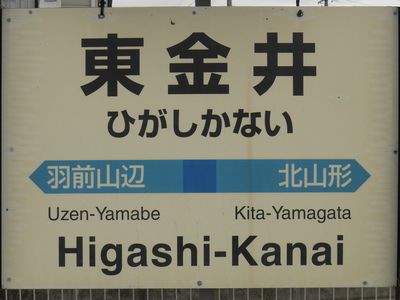 東金井
ひがしかない
羽前山辺 北山形
Uzen-Yamabe Kita-Yamagata
Higashi-Kanai